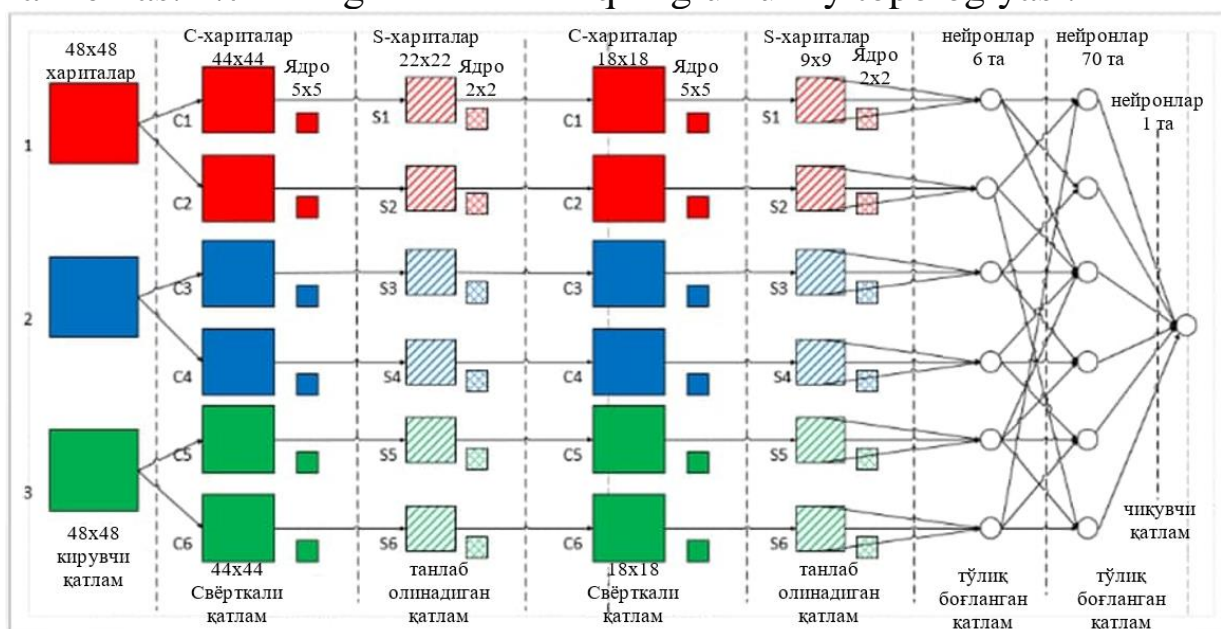 48x48
хариталар
С-хариталар
44x44
Ядро
5x5
S-хариталар
22x22
Ядро
2x2
С-хариталар
18x18
Ядро
5x5
S-хариталар
9x9
Ядро
2x2
нейронлар
6 та
нейронлар
70 та
нейронлар
1 та
1
2
3
C1
C2
C3
C4
C5
C6
S1
S2
S3
S4
S5
S6
C1
C2
C3
C4
C5
C6
S1
S2
S3
S4
S5
S6
48x48
кирувчи
қатлам
44x44
Свёрткали
қатлам
танлаб
олинадиган
қатлам
18x18
Свёрткали
қатлам
танлаб
олинадиган
қатлам
тўлиқ
боғланган
қатлам
тўлиқ
боғланган
қатлам
чиқувчи
қатлам